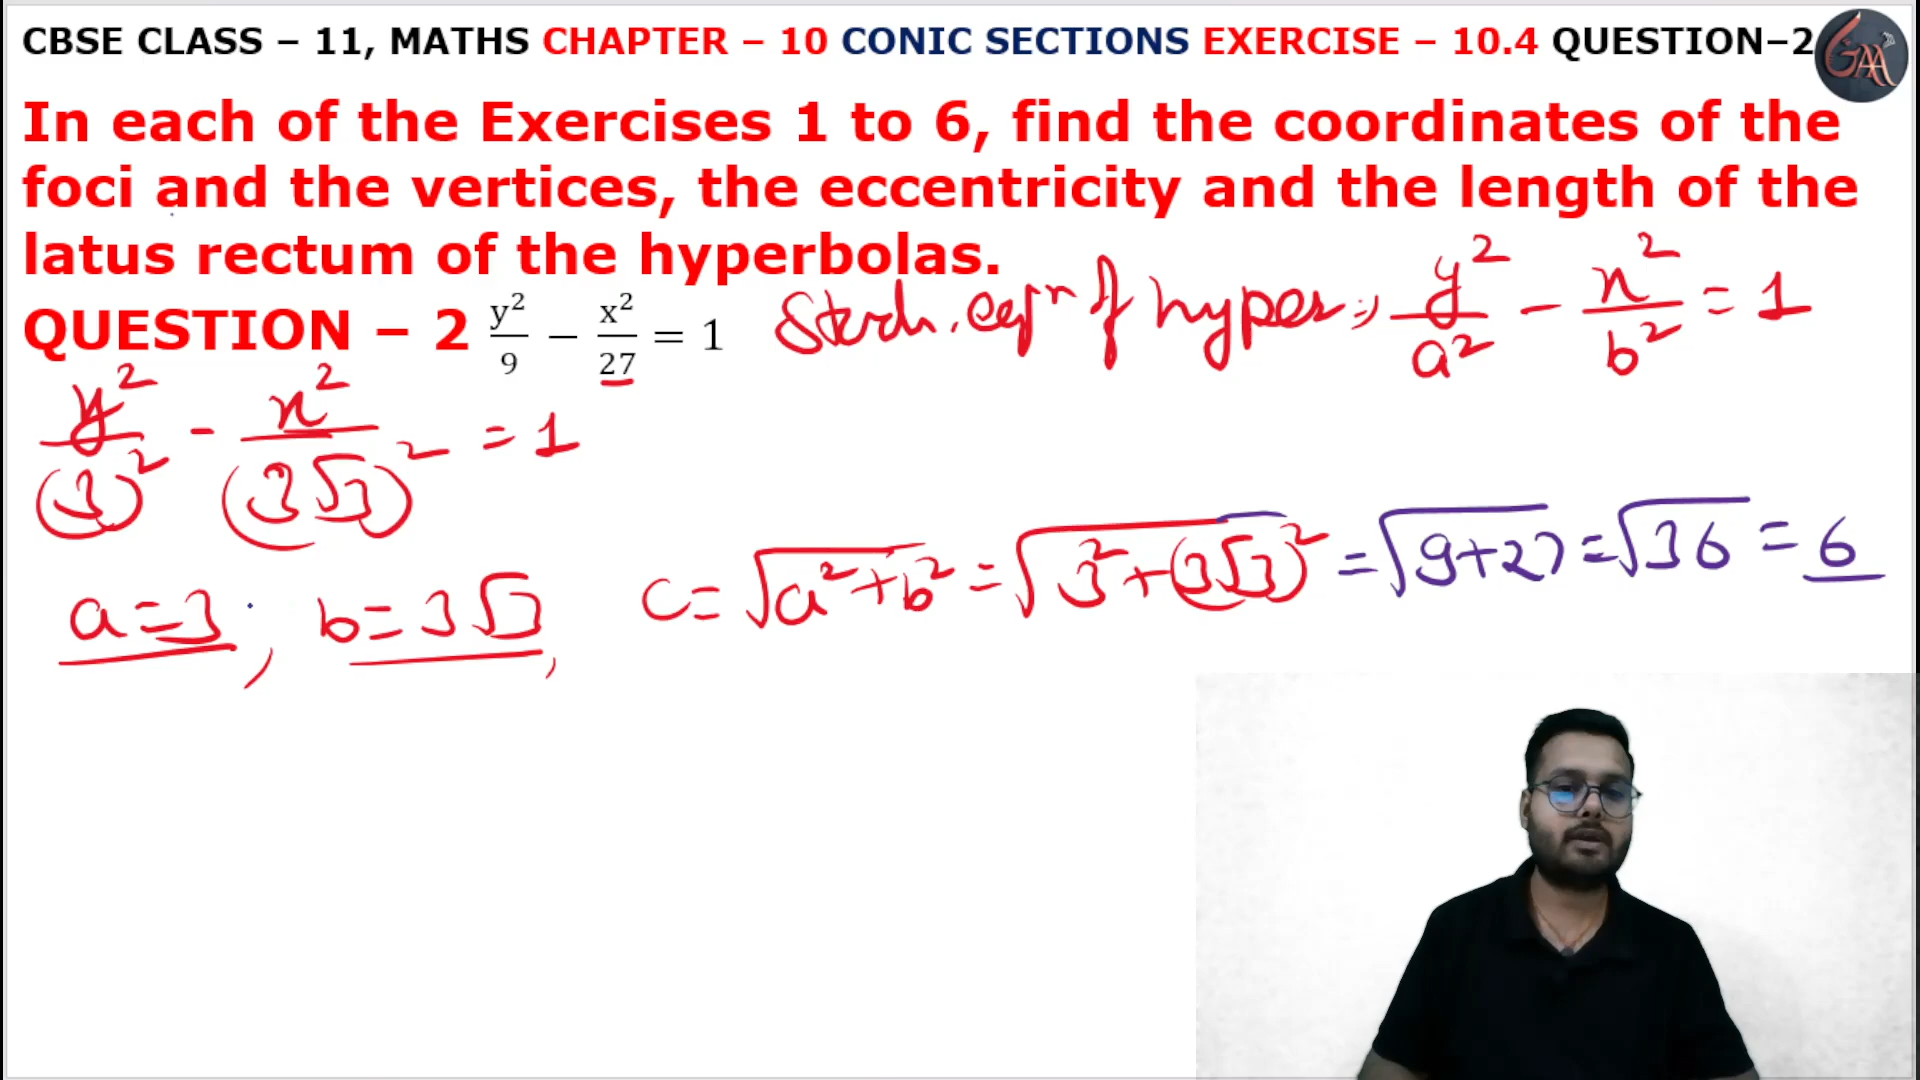 CBSE CLASS – 11, MATHS CHAPTER – 10 CONIC SECTIONS EXERCISE – 10.4 QUESTION–2
In each of the Exercises 1 to 6, find the coordinates of the
foci and the vertices, the eccentricity and the length of the
latus rectum of the hyperbolas.
QUESTION – 2 y²/9 − x²/27 = 1
eqⁿ of hyper y²/a² − x²/b² = 1
y²/(3)² − x²/(3√3)² = 1
a=3, b=3√3, c=√a²+b² = √3²+(3√3)² = √9+27 = √36 = 6